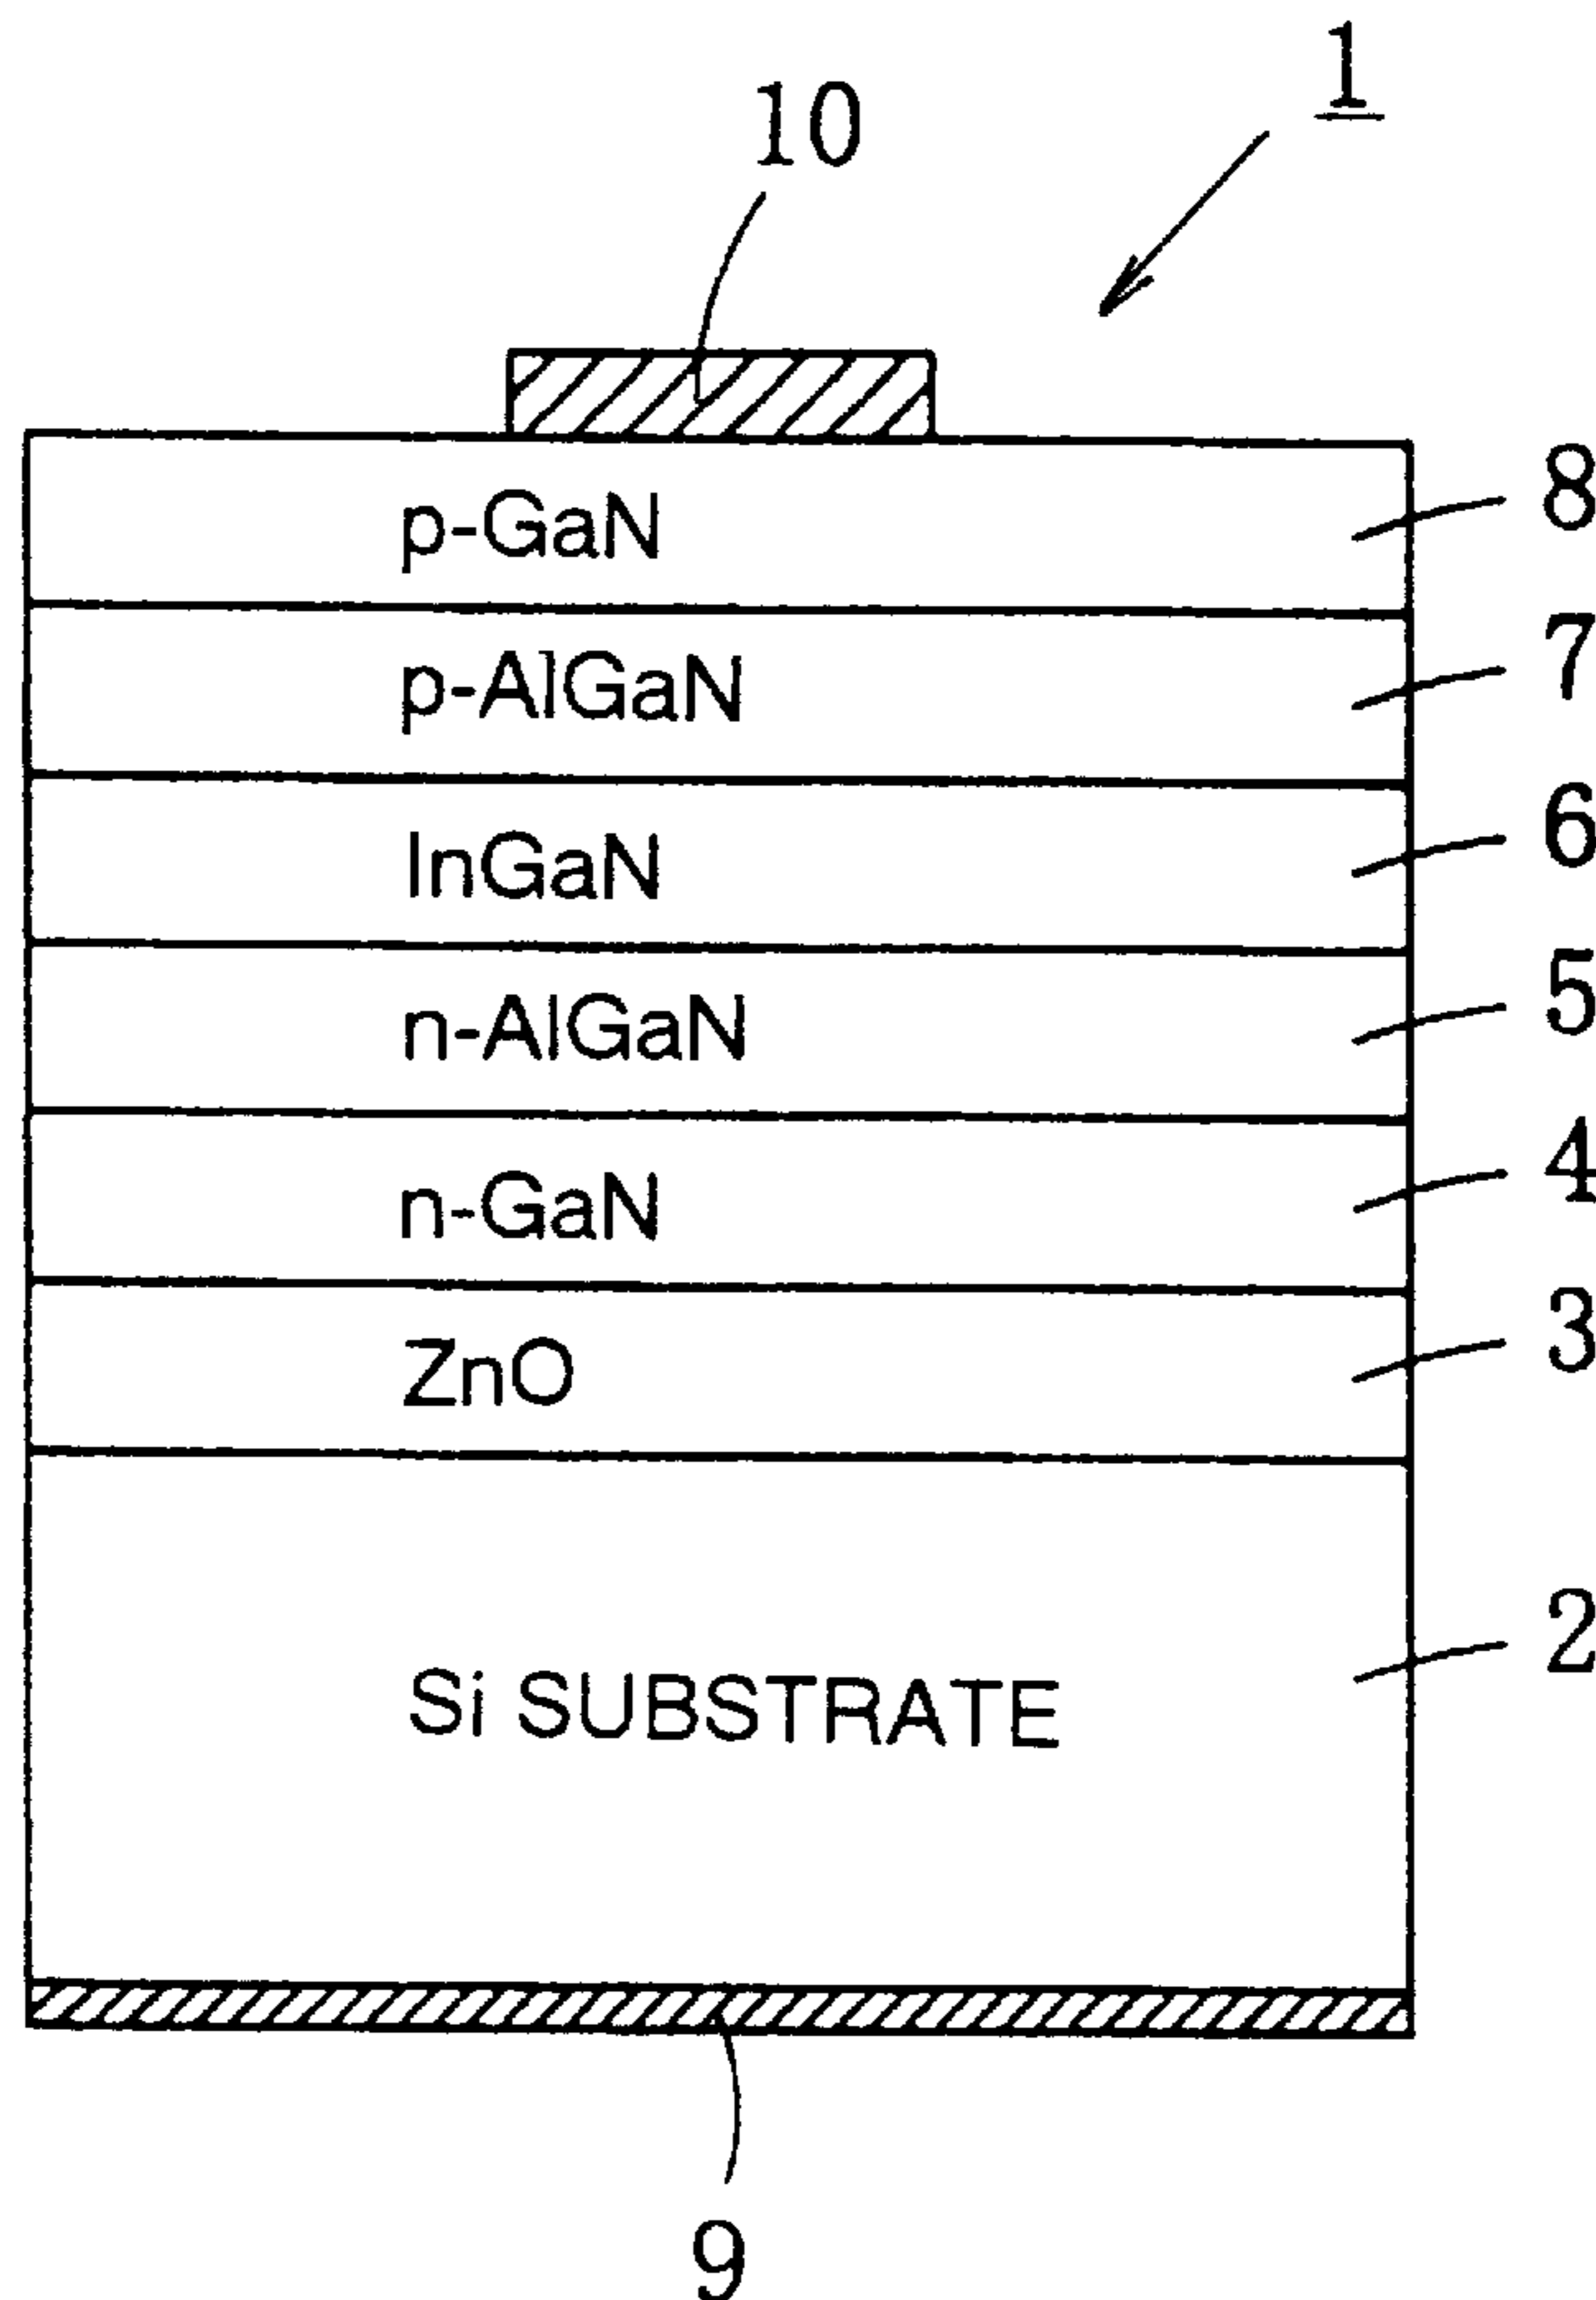 1
10
p-GaN 8
p-AlGaN 7
InGaN 6
n-AlGaN 5
n-GaN 4
ZnO 3
Si SUBSTRATE 2
9